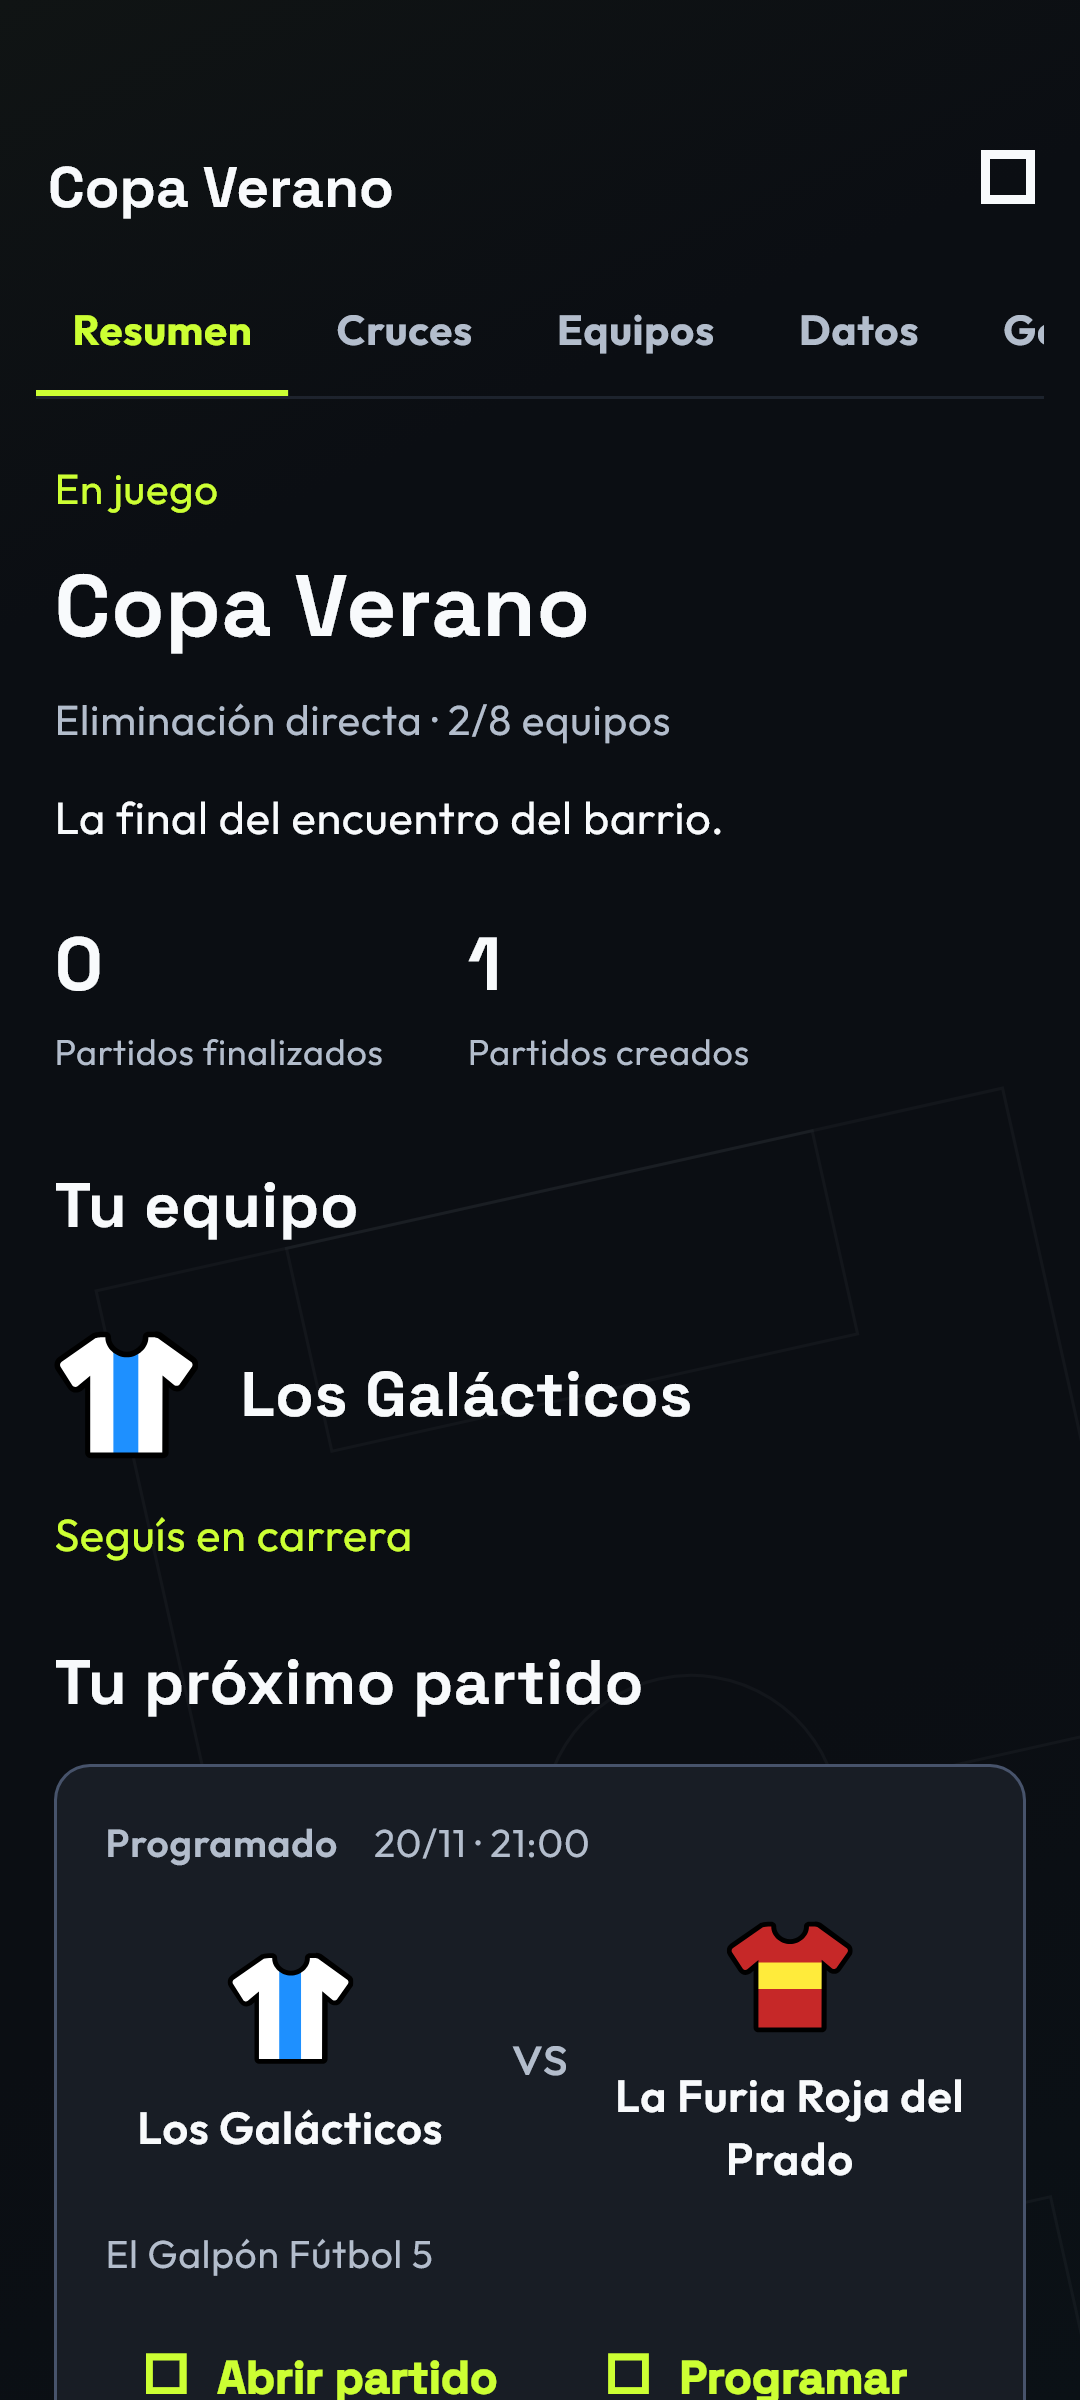 Copa Verano
Resumen Cruces Equipos Datos
En juego
Copa Verano
Eliminación directa · 2/8 equipos
La final del encuentro del barrio.
0 1
Partidos finalizados Partidos creados
Tu equipo
Los Galácticos
Seguís en carrera
Tu próximo partido
Programado 20/11 · 21:00
Los Galácticos
VS
La Furia Roja del
Prado
El Galpón Fútbol 5
Abrir partido Programar